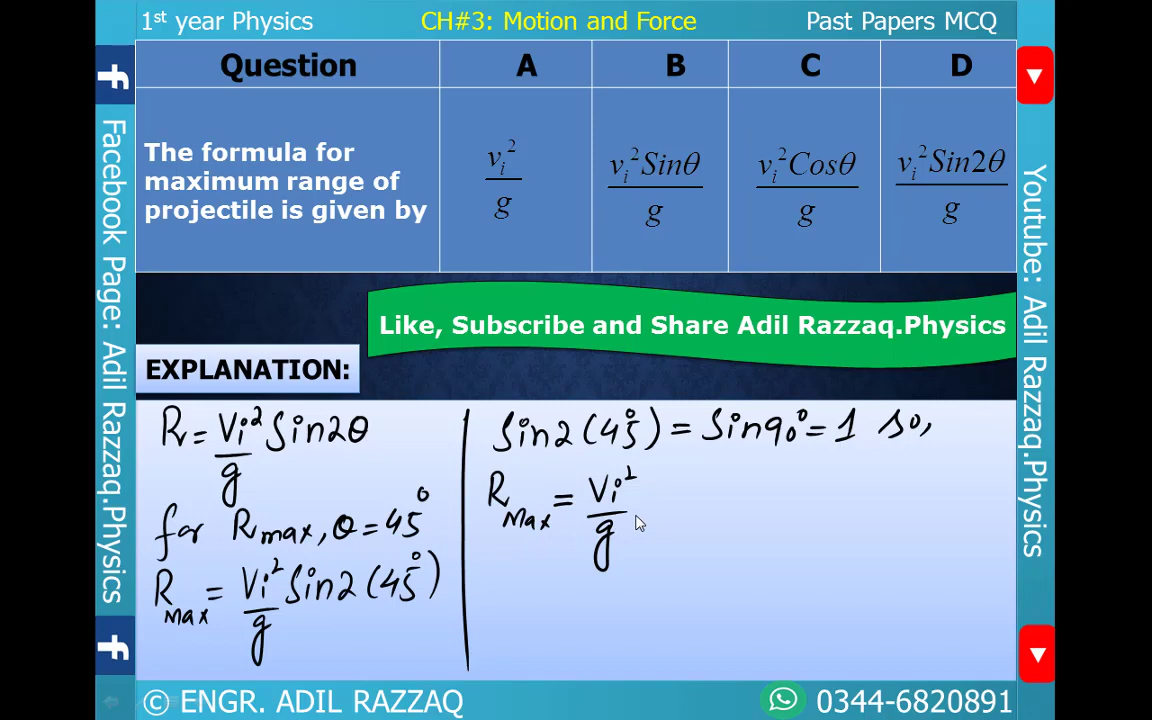 1st year Physics CH#3: Motion and Force Past Papers MCQ
Question A B C D
The formula for
maximum range of
projectile is given by
vᵢ²/g
vᵢ²Sinθ/g
vᵢ²Cosθ/g
vᵢ²Sin2θ/g
Like, Subscribe and Share Adil Razzaq.Physics
EXPLANATION:
R = Vi²/g Sin2θ
for Rmax, θ = 45°
RMax = Vi²/g Sin2(45°)
Sin2(45°) = Sin90° = 1 so,
RMax = Vi²/g
Facebook Page: Adil Razzaq.Physics
Youtube: Adil Razzaq.Physics
© ENGR. ADIL RAZZAQ 0344-6820891